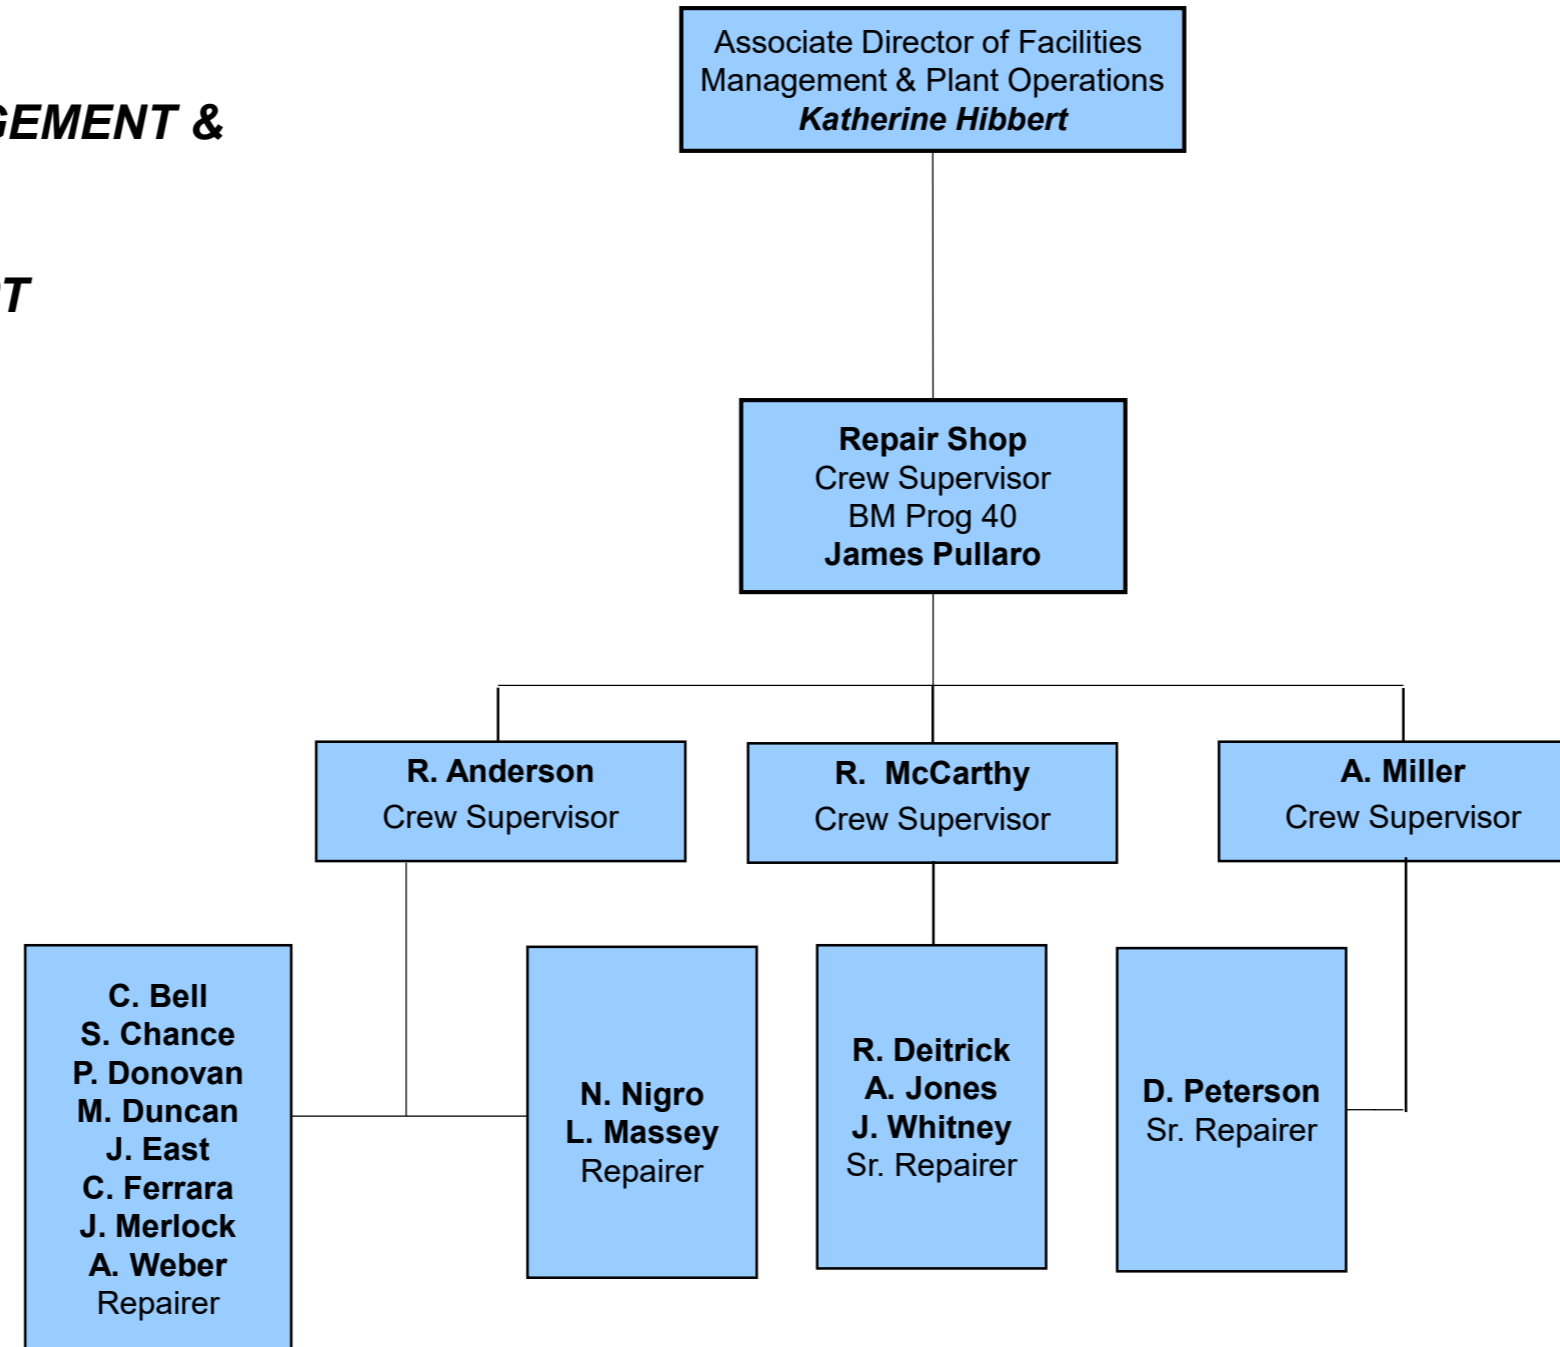 GEMENT &
T
Associate Director of Facilities
Management & Plant Operations
Katherine Hibbert
Repair Shop
Crew Supervisor
BM Prog 40
James Pullaro
R. Anderson
Crew Supervisor
R. McCarthy
Crew Supervisor
A. Miller
Crew Supervisor
C. Bell
S. Chance
P. Donovan
M. Duncan
J. East
C. Ferrara
J. Merlock
A. Weber
Repairer
N. Nigro
L. Massey
Repairer
R. Deitrick
A. Jones
J. Whitney
Sr. Repairer
D. Peterson
Sr. Repairer